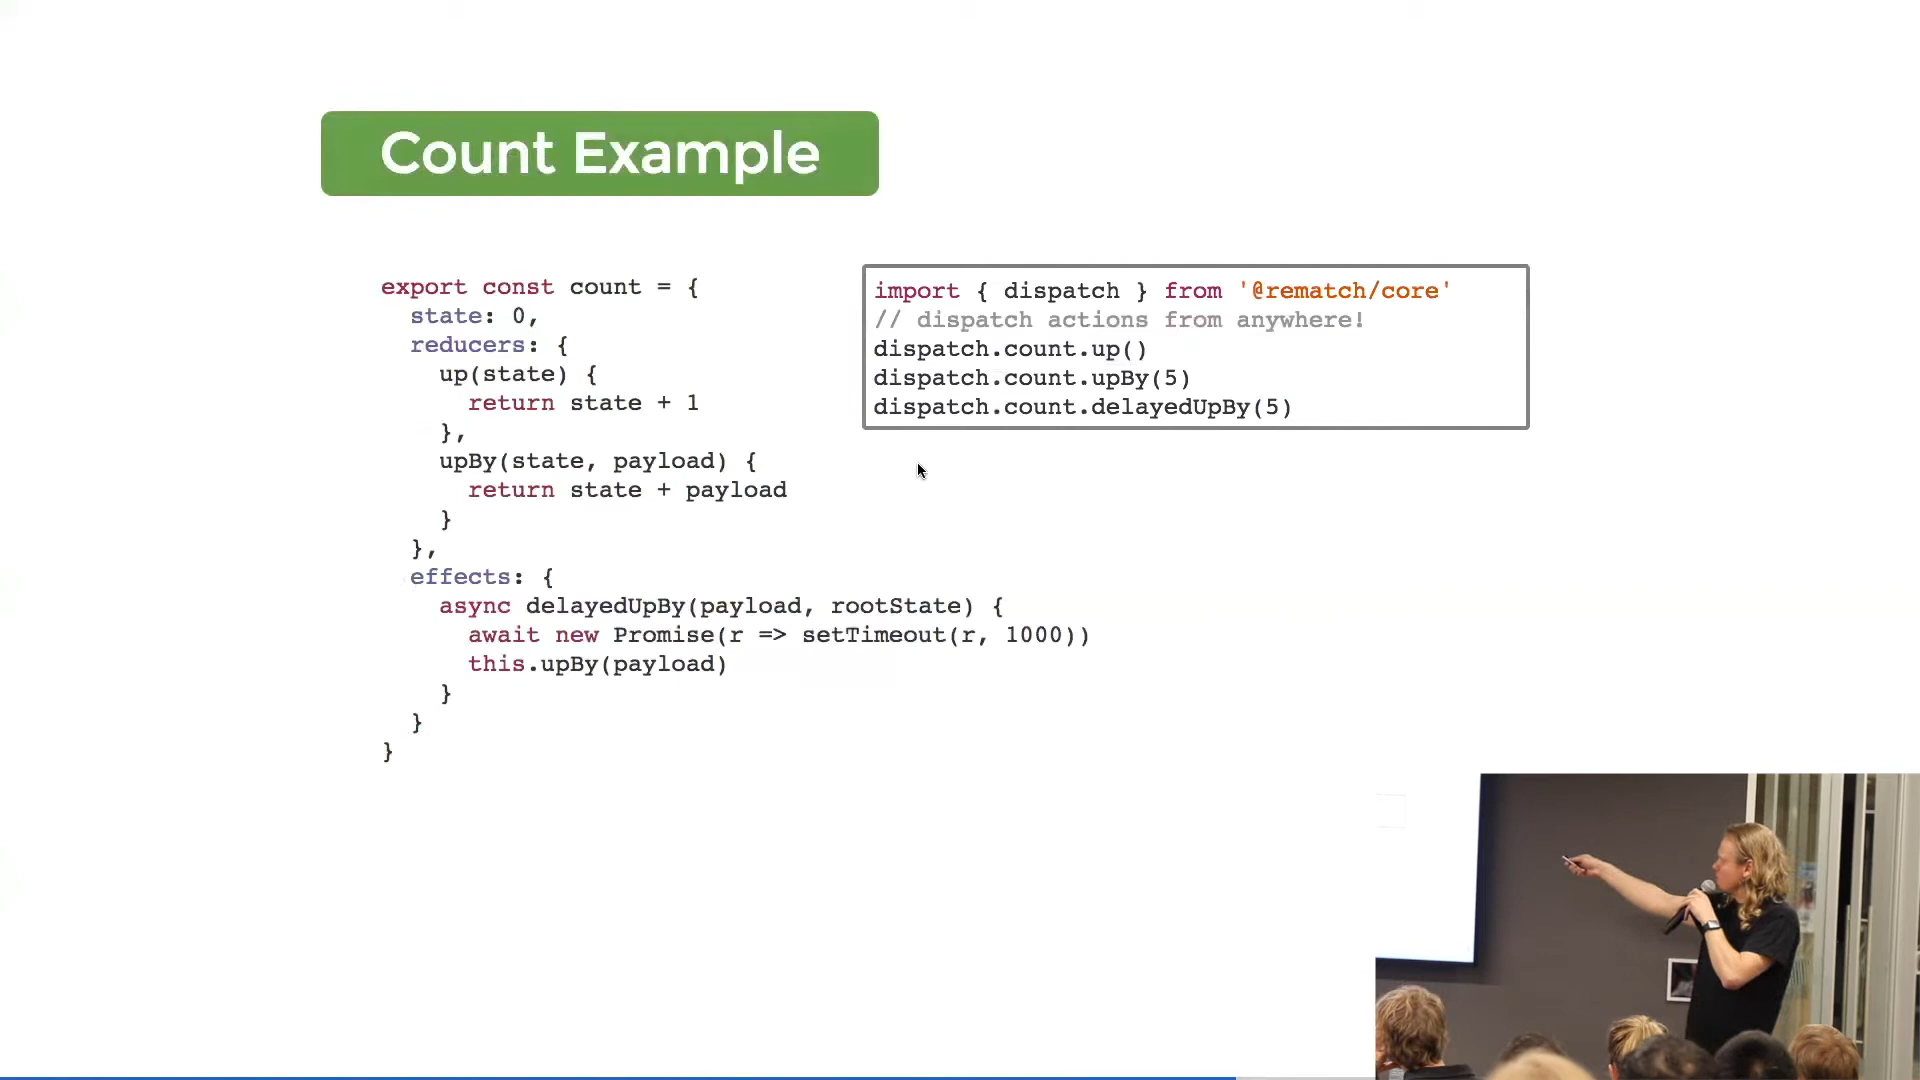 Count Example
export const count = {
  state: 0,
  reducers: {
    up(state) {
      return state + 1
    },
    upBy(state, payload) {
      return state + payload
    }
  },
  effects: {
    async delayedUpBy(payload, rootState) {
      await new Promise(r => setTimeout(r, 1000))
      this.upBy(payload)
    }
  }
}
import { dispatch } from '@rematch/core'
// dispatch actions from anywhere!
dispatch.count.up()
dispatch.count.upBy(5)
dispatch.count.delayedUpBy(5)